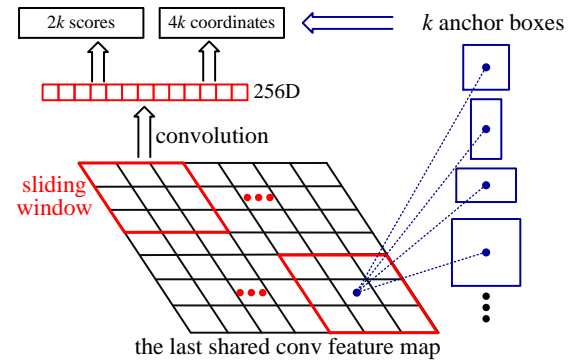 2k scores
4k coordinates
k anchor boxes
256D
convolution
sliding
window
the last shared conv feature map